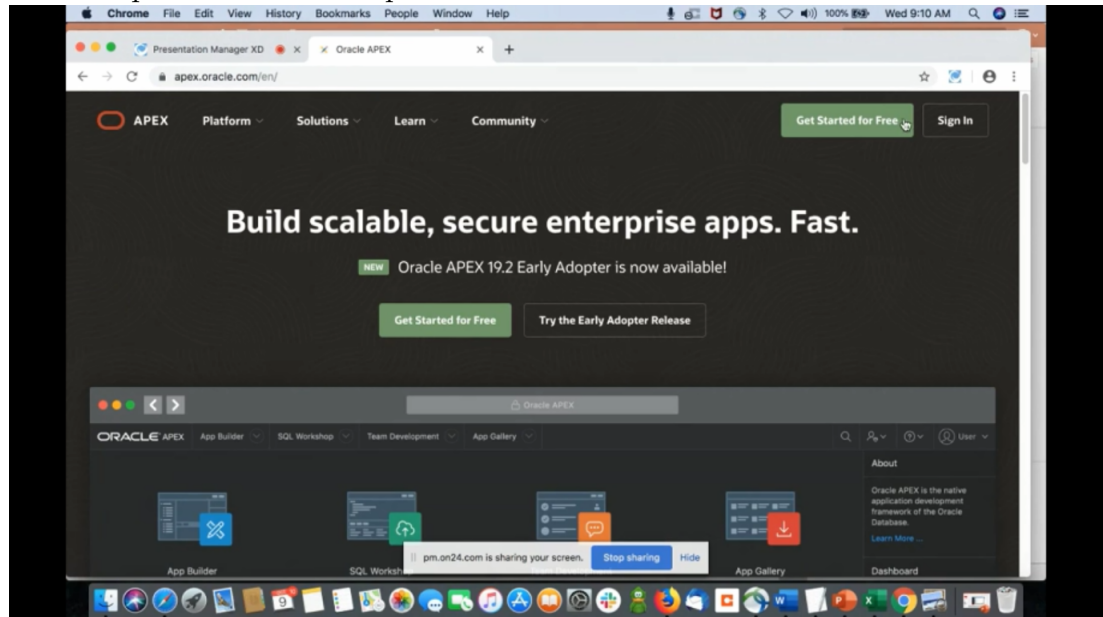 Chrome File Edit View History Bookmarks People Window Help 100% Wed 9:10 AM
Presentation Manager XD Oracle APEX
apex.oracle.com/en/
APEX Platform Solutions Learn Community Get Started for Free Sign In
Build scalable, secure enterprise apps. Fast.
NEW Oracle APEX 19.2 Early Adopter is now available!
Get Started for Free Try the Early Adopter Release
Oracle APEX
ORACLE APEX App Builder SQL Workshop Team Development App Gallery User
About
Oracle APEX is the native
application development
framework of the Oracle
Database.
Learn More ...
pm.on24.com is sharing your screen. Stop sharing Hide
App Builder SQL Workshop App Gallery Dashboard
9